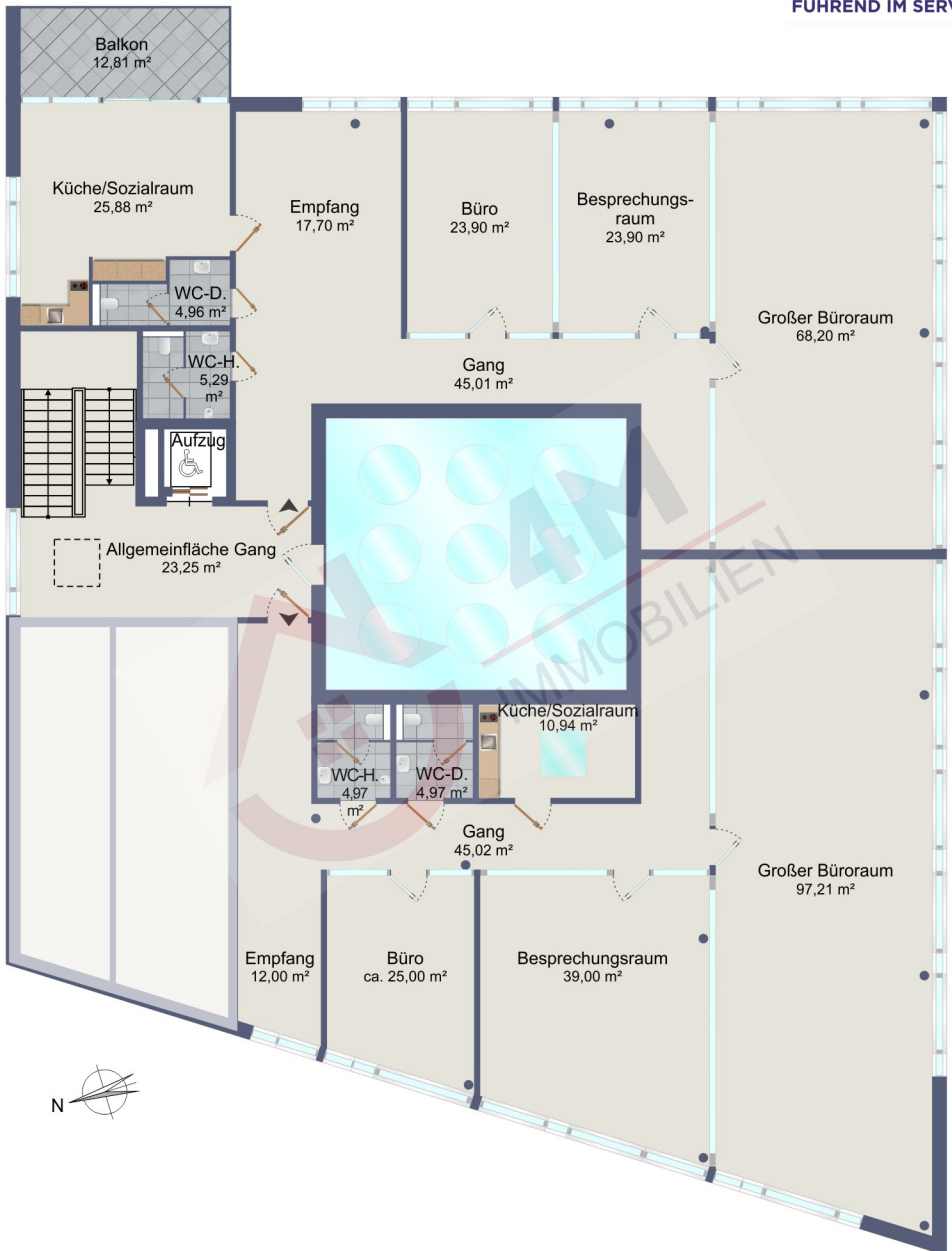 FÜHREND IM SERV
Balkon
12,81 m²
Küche/Sozialraum
25,88 m²
Empfang
17,70 m²
Büro
23,90 m²
Besprechungs-
raum
23,90 m²
Großer Büroraum
68,20 m²
WC-D.
4,96 m²
WC-H.
5,29
m²
Gang
45,01 m²
Aufzug
Allgemeinfläche Gang
23,25 m²
4M
IMMOBILIEN
Küche/Sozialraum
10,94 m²
WC-H.
4,97
m²
WC-D.
4,97 m²
Gang
45,02 m²
Großer Büroraum
97,21 m²
Empfang
12,00 m²
Büro
ca. 25,00 m²
Besprechungsraum
39,00 m²
N